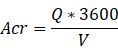 Acr = Q * 3600 / V